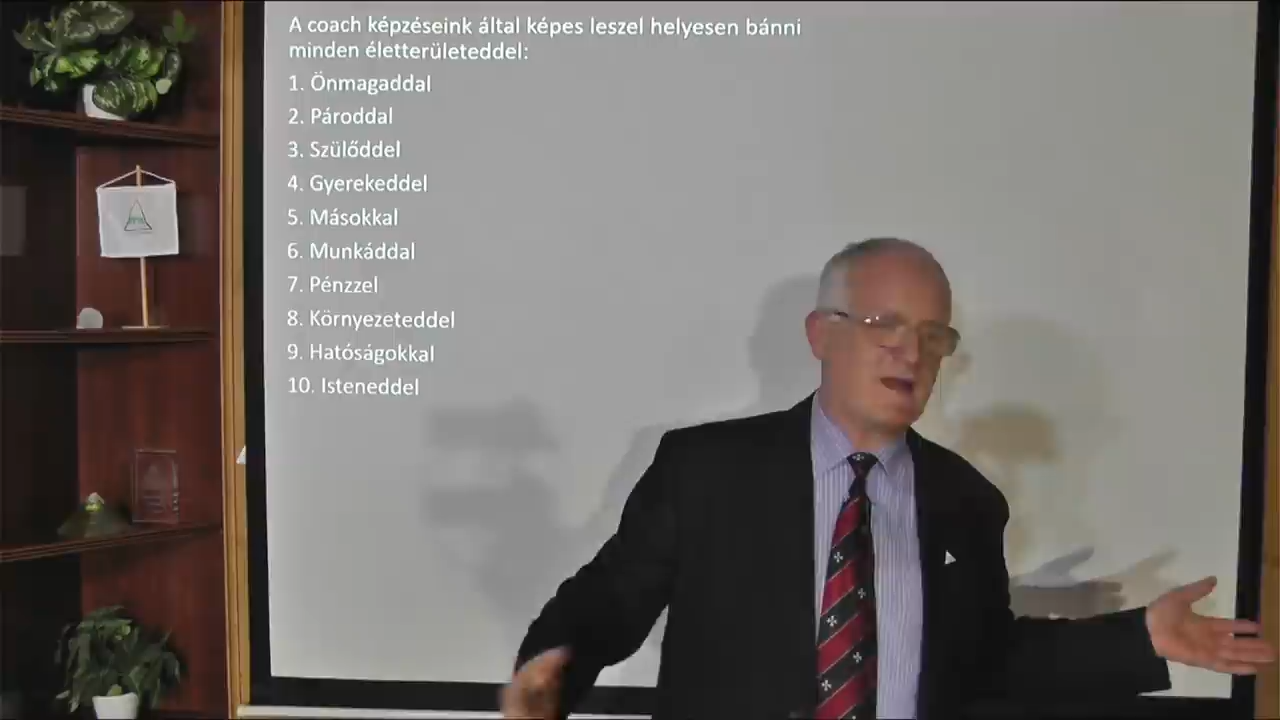 A coach képzéseink által képes leszel helyesen bánni
minden életterületeddel:
1. Önmagaddal
2. Pároddal
3. Szülőddel
4. Gyerekeddel
5. Másokkal
6. Munkáddal
7. Pénzzel
8. Környezeteddel
9. Hatóságokkal
10. Isteneddel